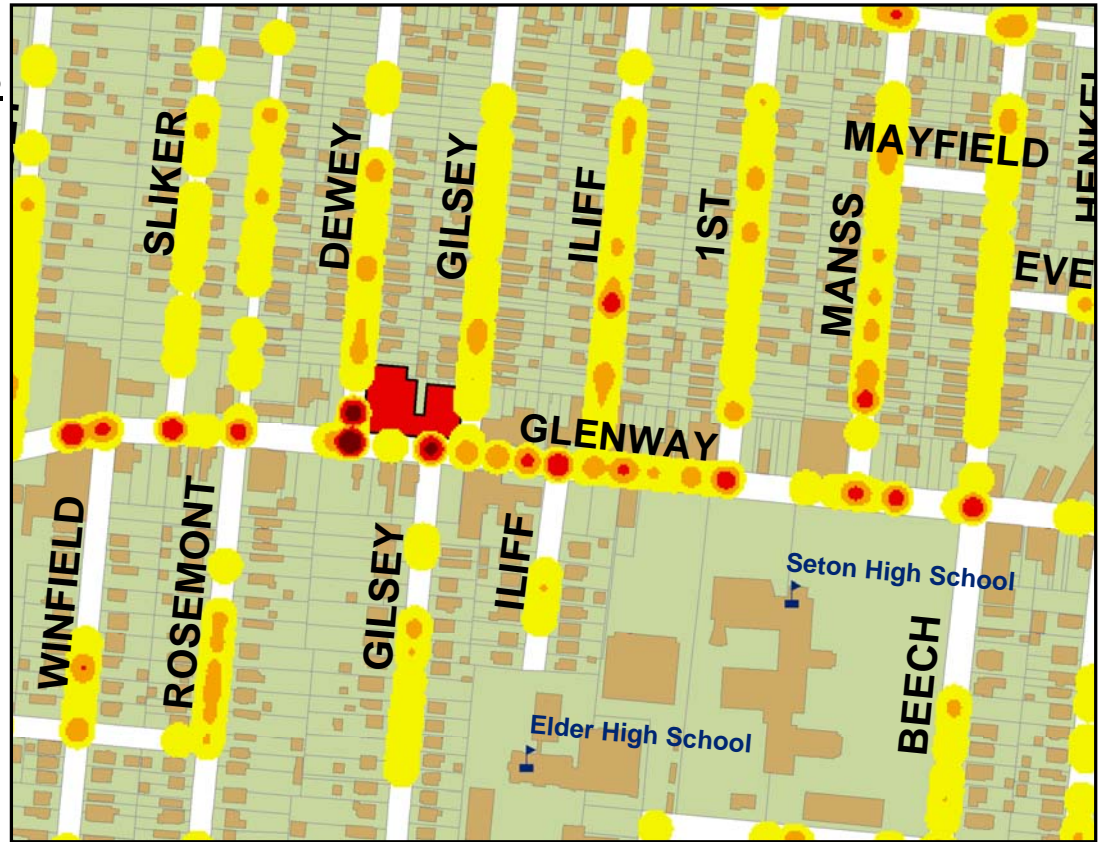 MAYFIELD
SLIKER
DEWEY
GILSEY
ILIFF
1ST
MANSS
EVE
GLENWAY
WINFIELD
ROSEMONT
GILSEY
ILIFF
Seton High School
BEECH
Elder High School